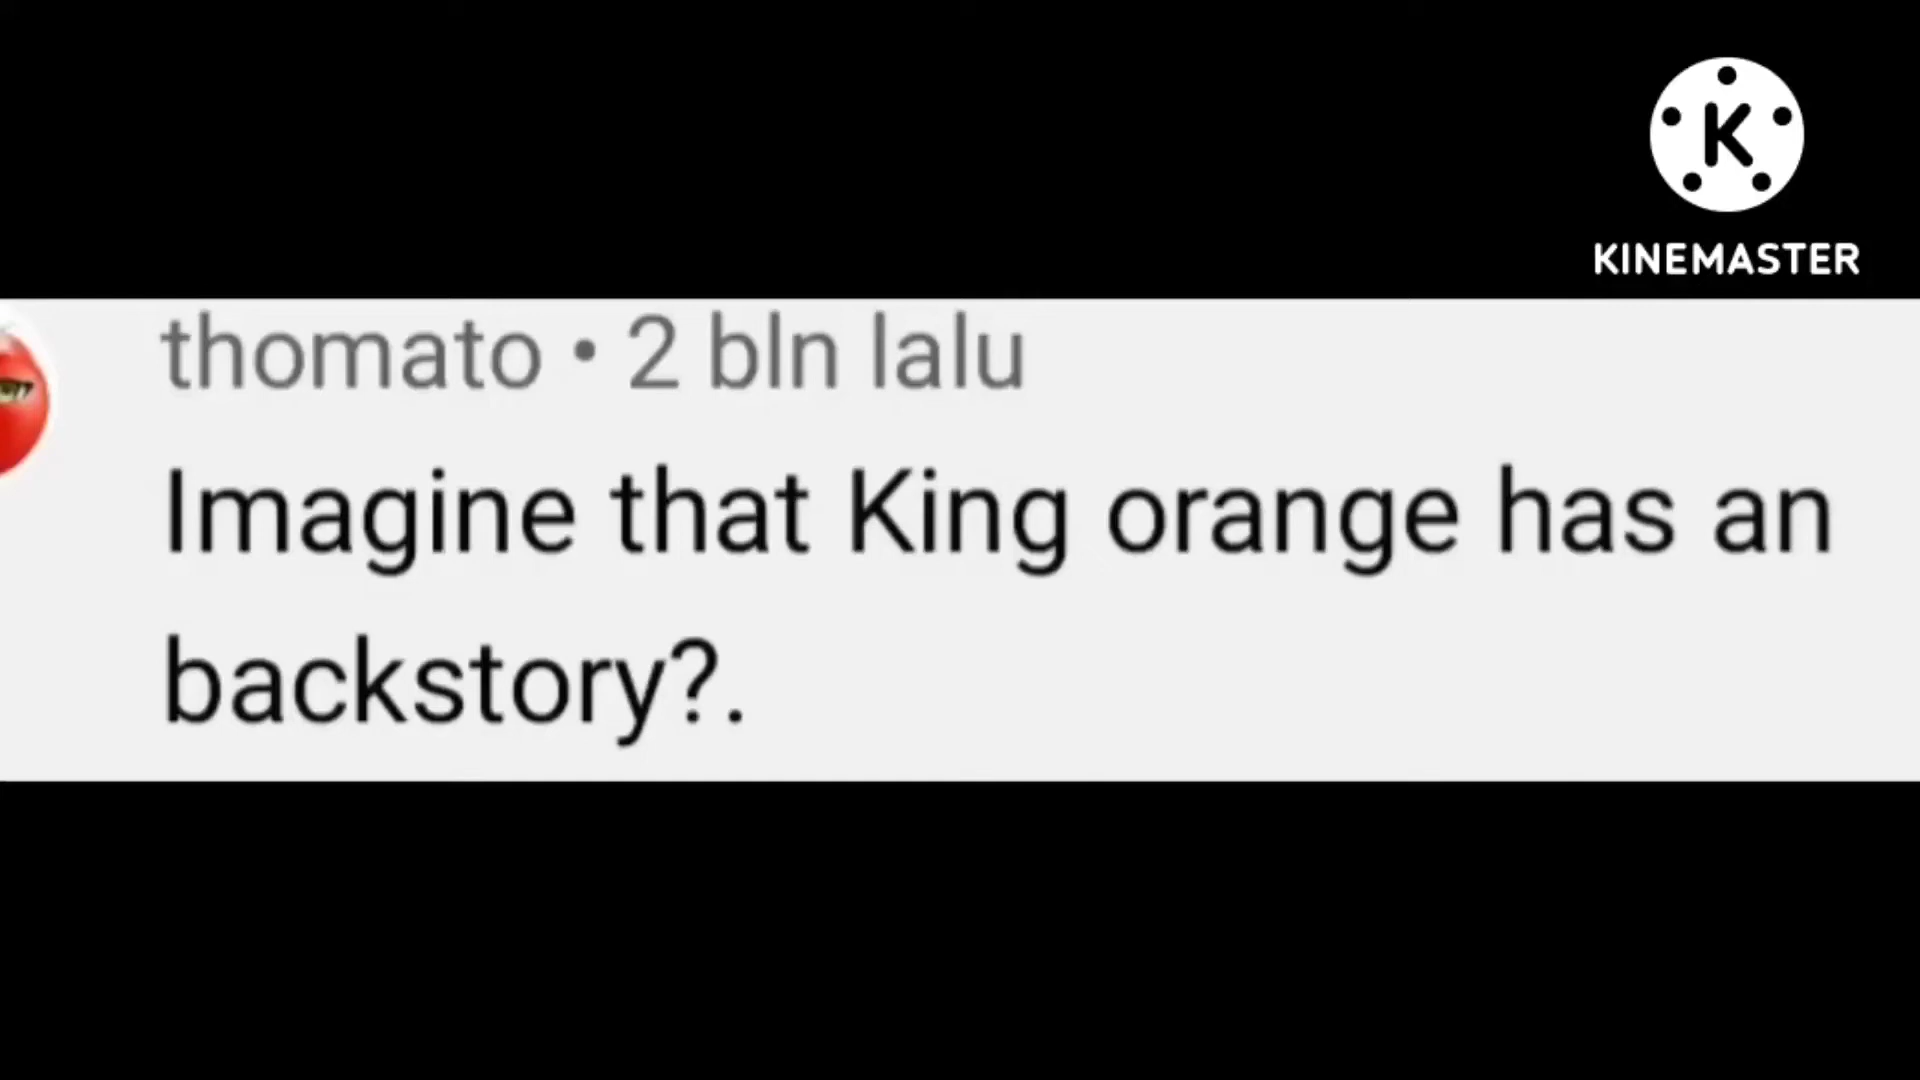 K
KINEMASTER
thomato • 2 bln lalu
Imagine that King orange has an
backstory?.